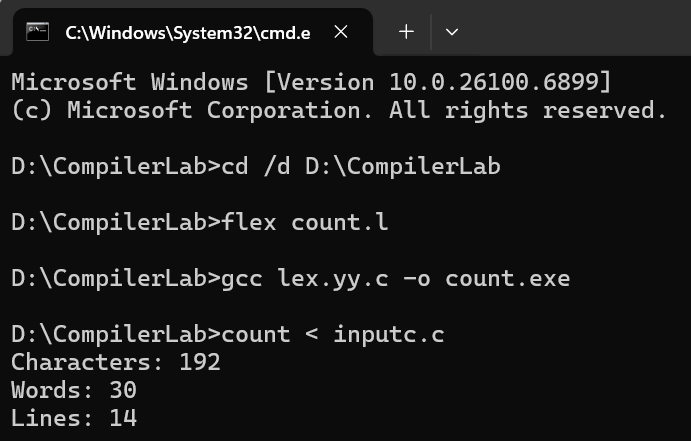 C:\Windows\System32\cmd.e
Microsoft Windows [Version 10.0.26100.6899]
(c) Microsoft Corporation. All rights reserved.
D:\CompilerLab>cd /d D:\CompilerLab
D:\CompilerLab>flex count.l
D:\CompilerLab>gcc lex.yy.c -o count.exe
D:\CompilerLab>count < inputc.c
Characters: 192
Words: 30
Lines: 14